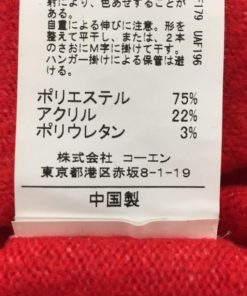 射により、色あせすることが
ある。
自重による伸びに注意。形を
整えて平干し、または、2本
のさおにM字に掛けて干す。
ハンガー掛けによる保管は避
ける。
ポリエステル 75%
アクリル 22%
ポリウレタン 3%
株式会社 コーエン
東京都港区赤坂8-1-19
中国製
F179 UAF196